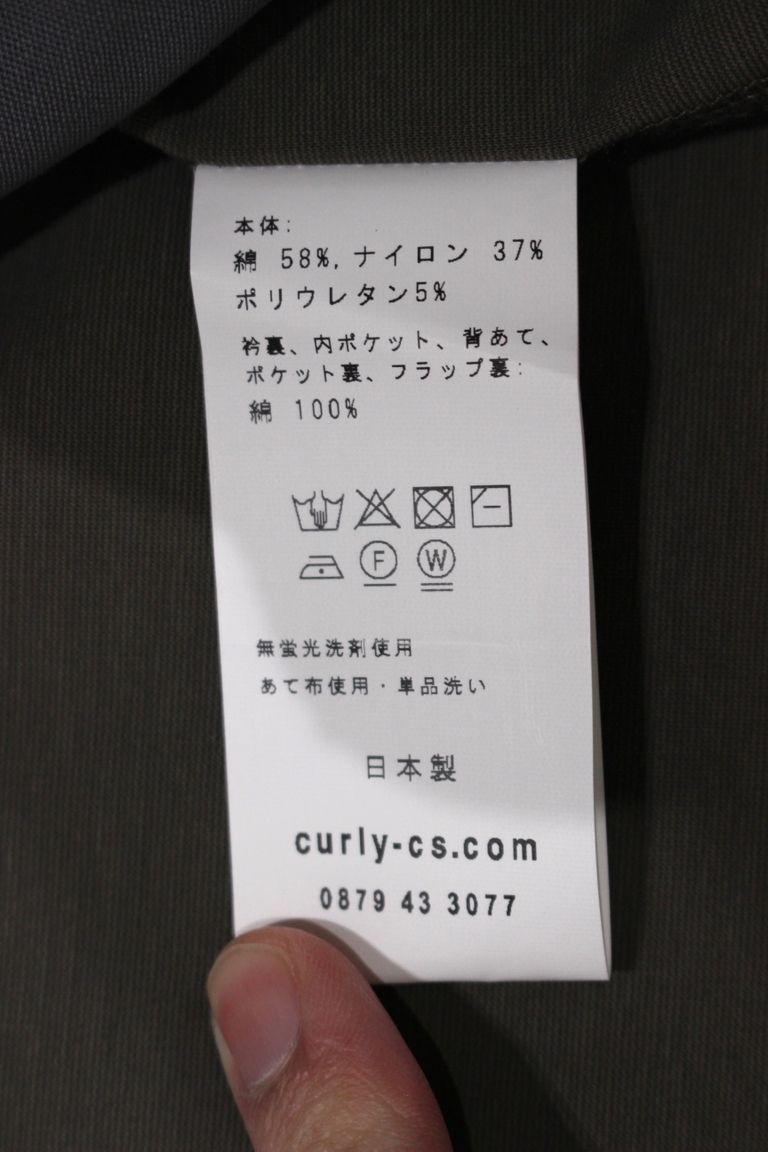 本体:
綿 58%, ナイロン 37%
ポリウレタン5%
衿裏、内ポケット、背あて、
ポケット裏、フラップ裏:
綿 100%
F W
無蛍光洗剤使用
あて布使用・単品洗い
日本製
curly-cs.com
0879 43 3077